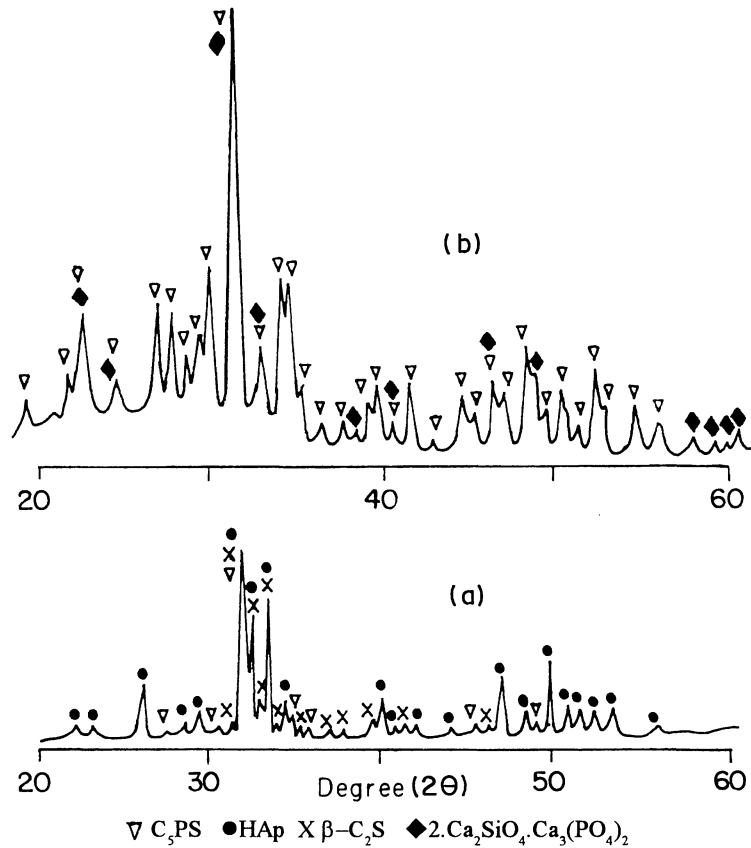 (b)
20 40 60
(a)
20 30 40 50 60
Degree (2θ)
▽ C₅PS ●HAp X β–C₂S ◆2.Ca₂SiO₄.Ca₃(PO₄)₂